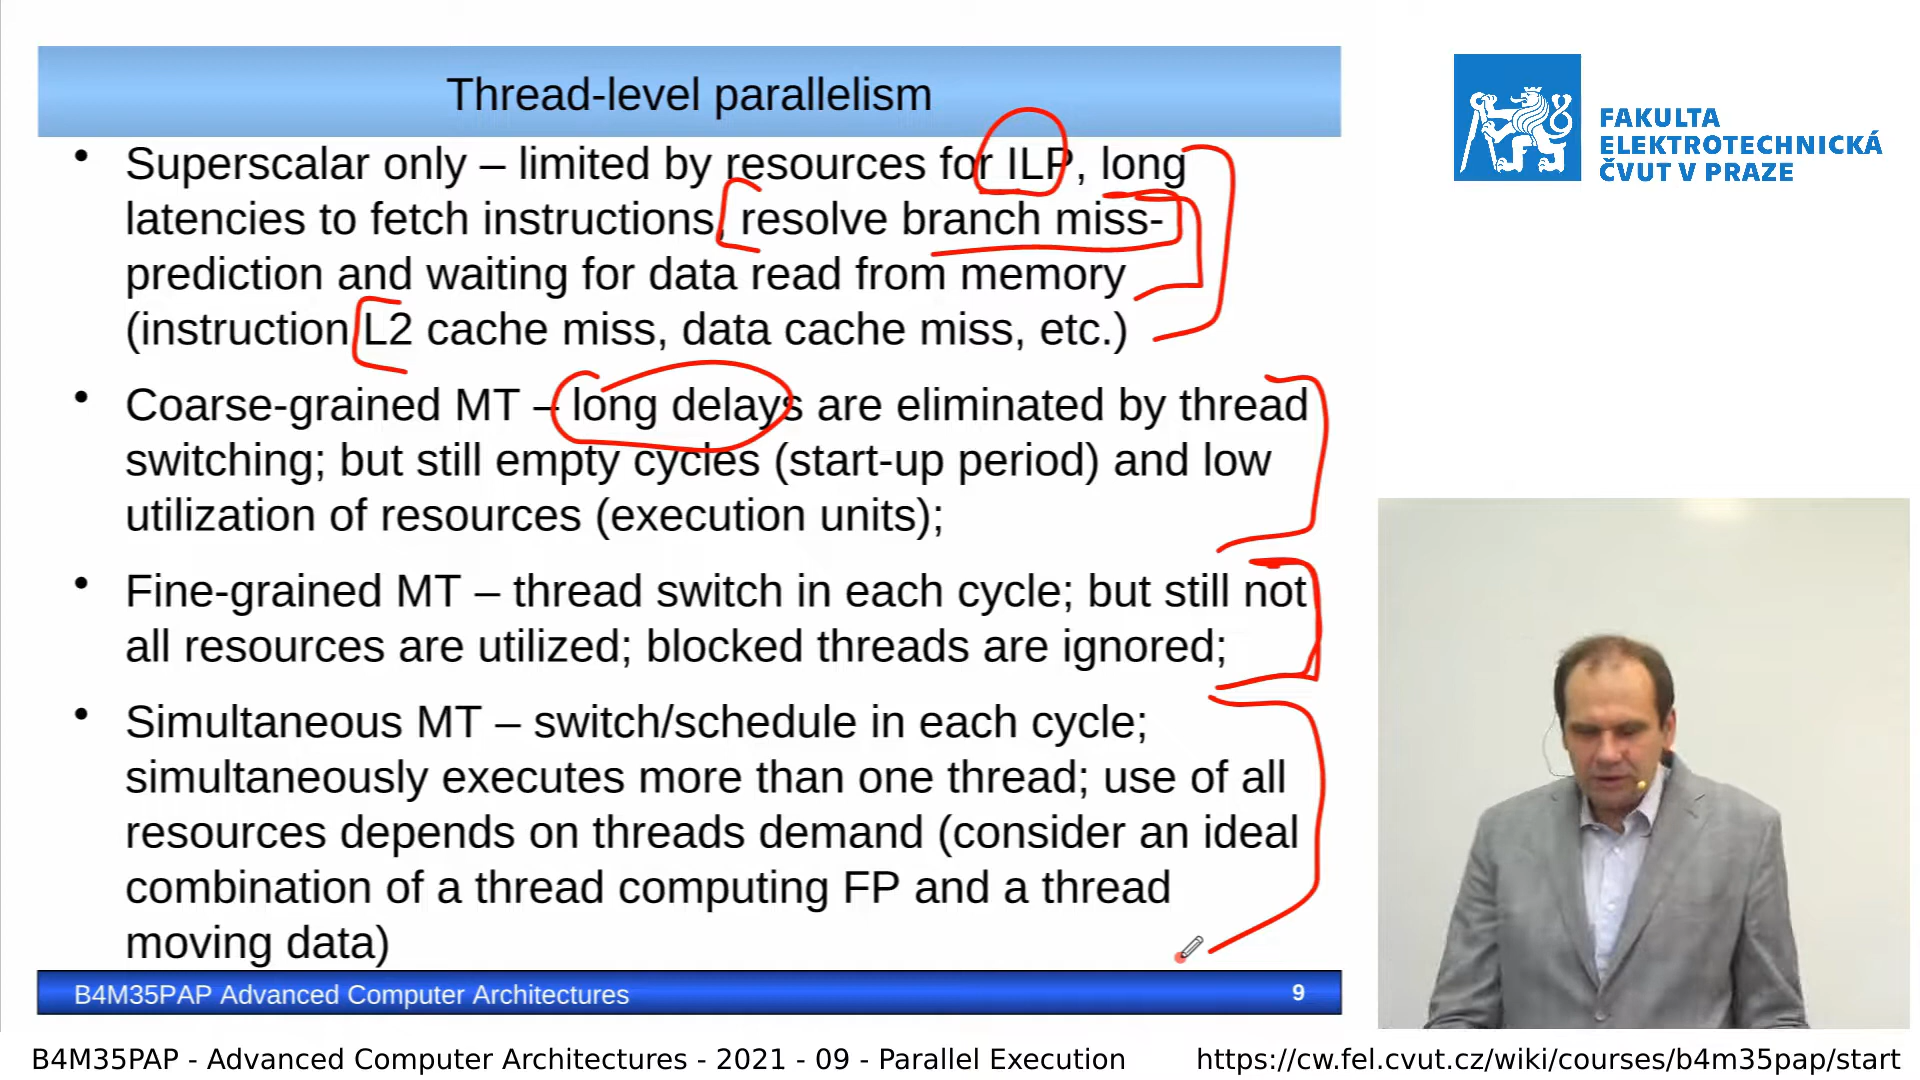 Thread-level parallelism
• Superscalar only – limited by resources for ILP, long
latencies to fetch instructions, resolve branch miss-
prediction and waiting for data read from memory
(instruction L2 cache miss, data cache miss, etc.)
• Coarse-grained MT – long delays are eliminated by thread
switching; but still empty cycles (start-up period) and low
utilization of resources (execution units);
• Fine-grained MT – thread switch in each cycle; but still not
all resources are utilized; blocked threads are ignored;
• Simultaneous MT – switch/schedule in each cycle;
simultaneously executes more than one thread; use of all
resources depends on threads demand (consider an ideal
combination of a thread computing FP and a thread
moving data)
B4M35PAP Advanced Computer Architectures 9
FAKULTA
ELEKTROTECHNICKÁ
ČVUT V PRAZE
B4M35PAP - Advanced Computer Architectures - 2021 - 09 - Parallel Execution https://cw.fel.cvut.cz/wiki/courses/b4m35pap/start